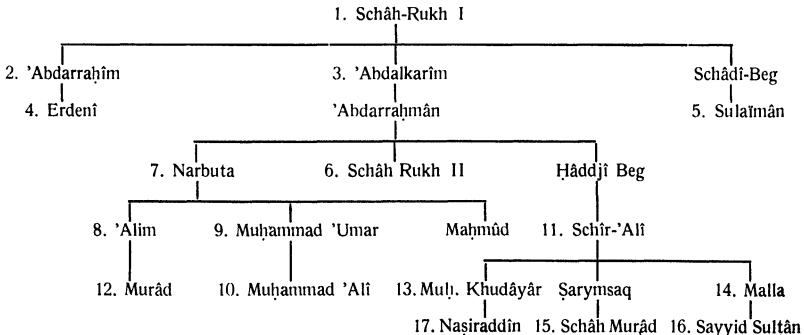 1. Schâh-Rukh I
2. ’Abdarraḥîm 3. ’Abdalkarîm Schâdî-Beg
4. Erdenî ’Abdarraḥmân 5. Sulaïmân
7. Narbuta 6. Schâh Rukh II Ḥâddjî Beg
8. ’Alim 9. Muḥammad ’Umar Maḥmûd 11. Schîr-’Alî
12. Murâd 10. Muḥammad ’Alî 13. Muḥ. Khudâyâr Ṣarymsaq 14. Malla
17. Naṣiraddîn 15. Schâh Murâd 16. Sayyid Sultân